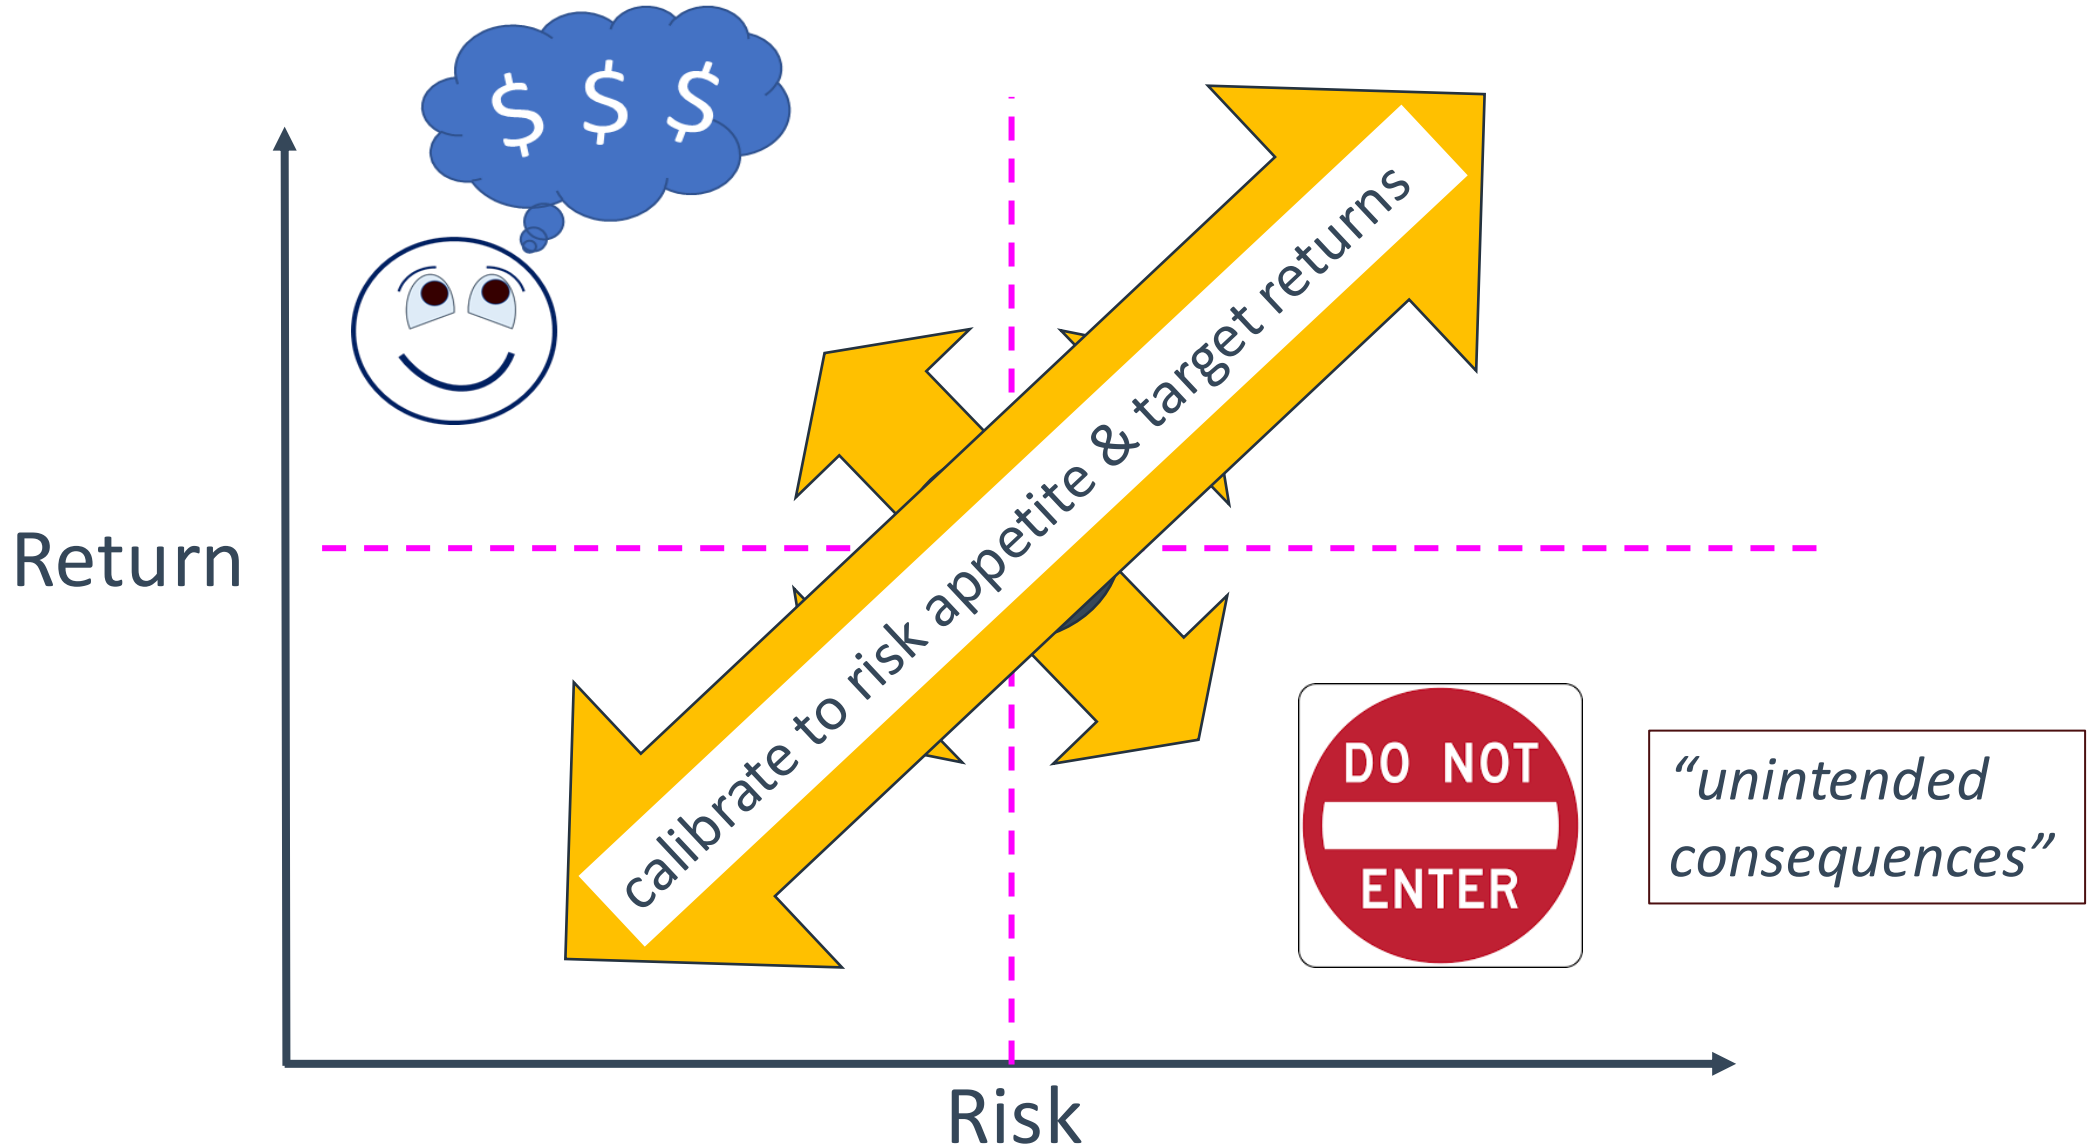 $ $ $
calibrate to risk appetite & target returns
Return
DO NOT
ENTER
“unintended
consequences”
Risk